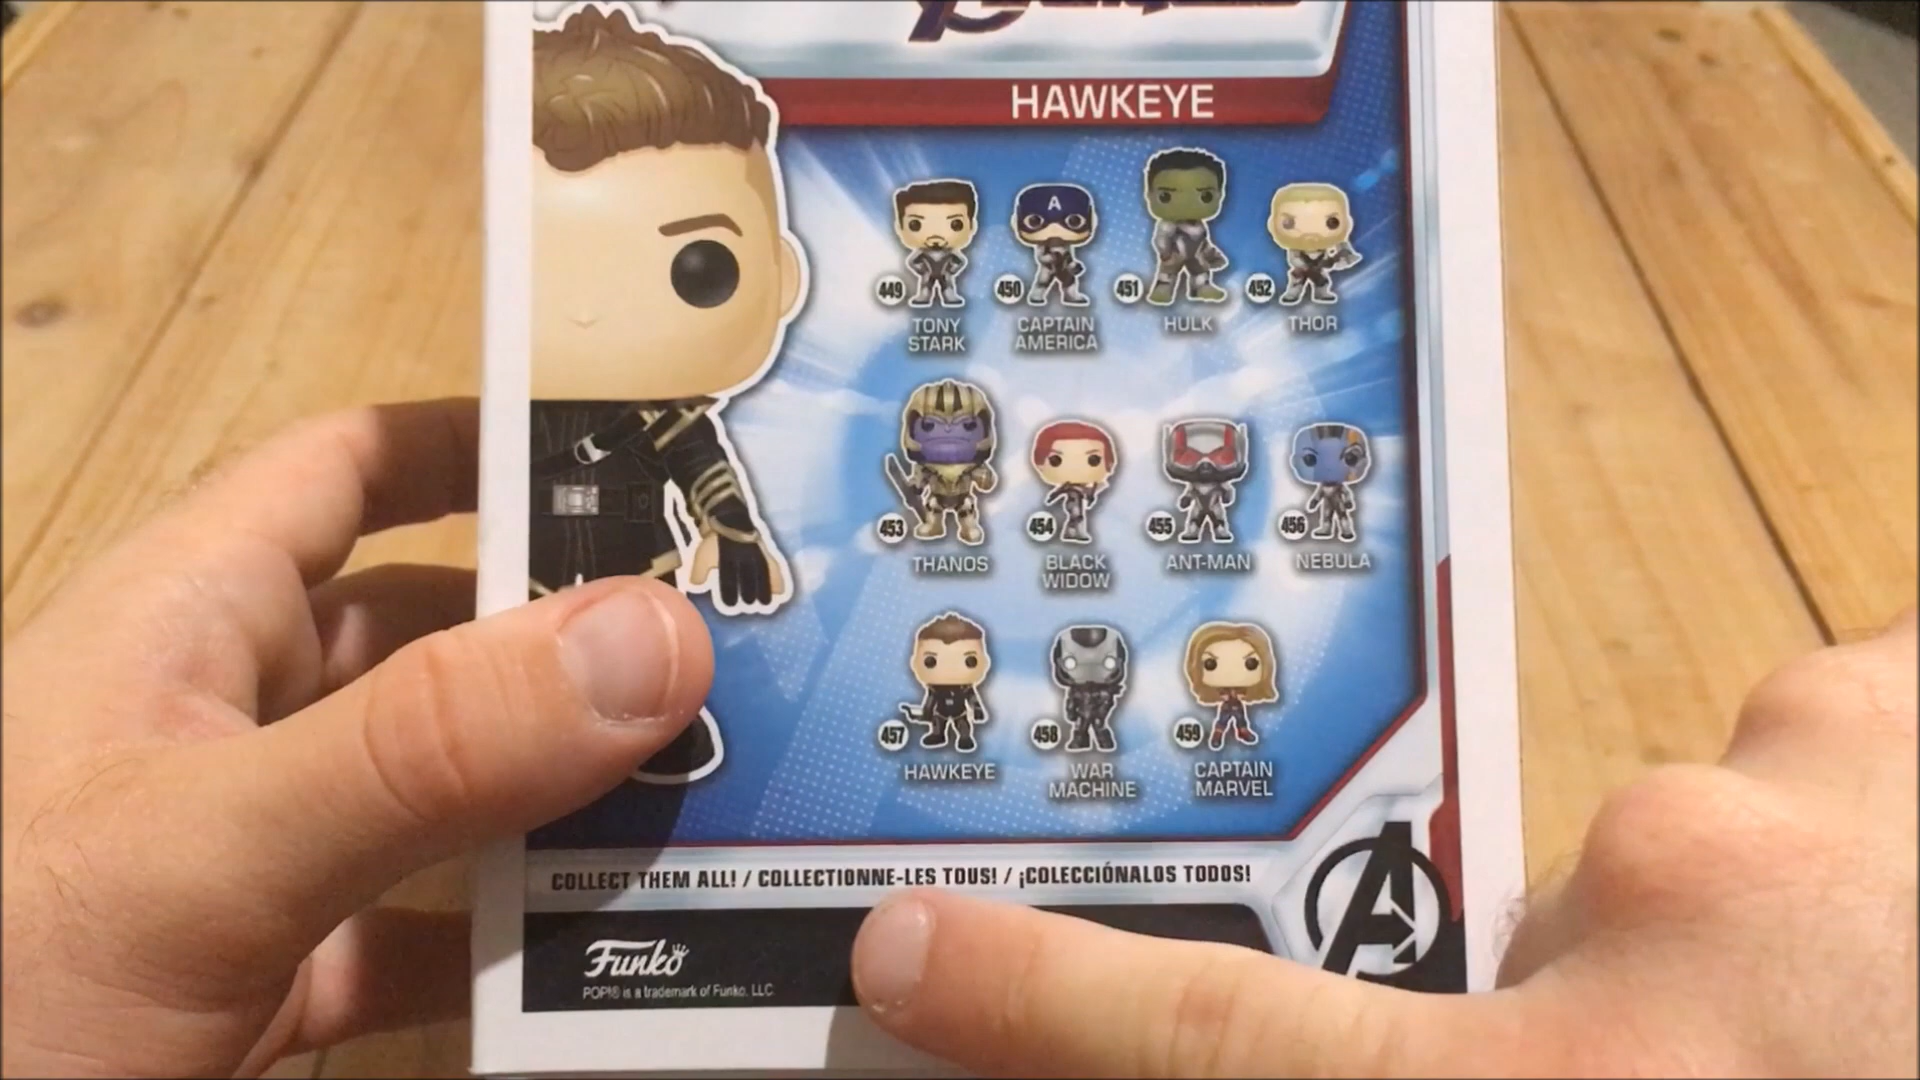 HAWKEYE
A
449
450
451
452
TONY
STARK
CAPTAIN
AMERICA
HULK
THOR
453
454
455
456
THANOS
BLACK
WIDOW
ANT-MAN
NEBULA
457
458
459
HAWKEYE
WAR
MACHINE
CAPTAIN
MARVEL
COLLECT THEM ALL! / COLLECTIONNE-LES TOUS! / ¡COLECCIÓNALOS TODOS!
Funko
POP!® is a trademark of Funko, LLC
A